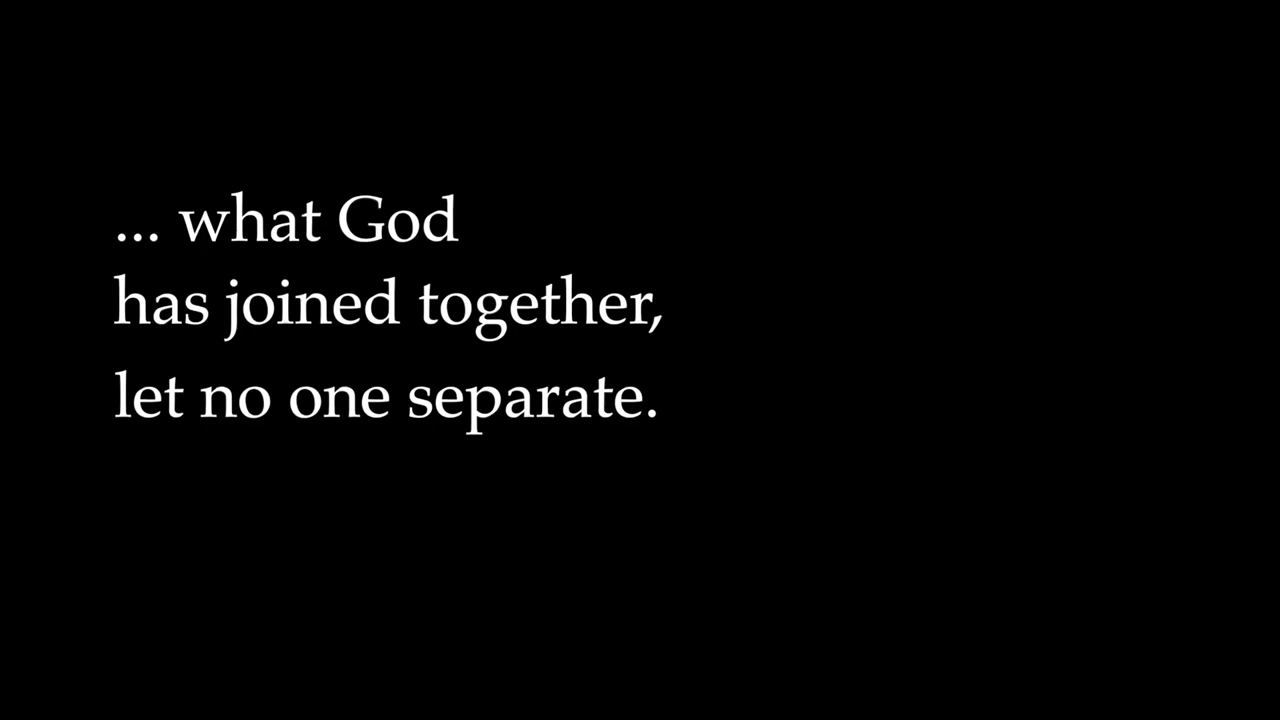 ... what God
has joined together,
let no one separate.